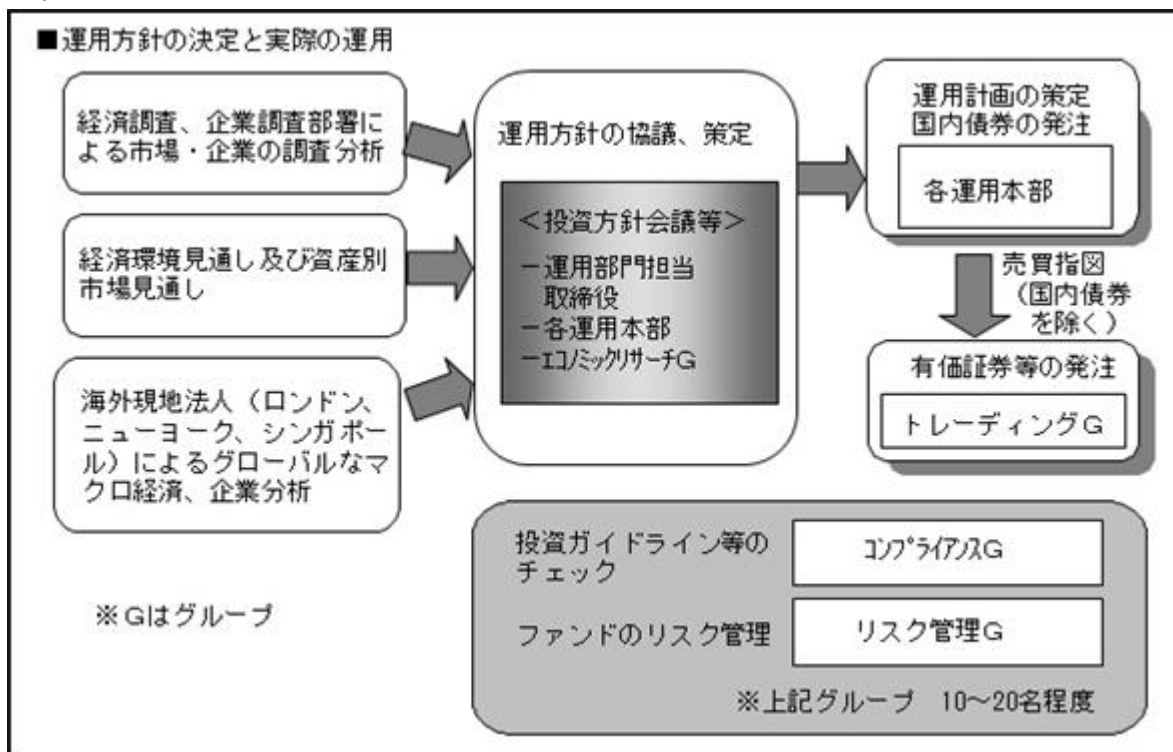 ■運用方針の決定と実際の運用
経済調査、企業調査部署に
よる市場・企業の調査分析
経済環境見通し及び資産別
市場見通し
海外現地法人（ロンドン、
ニューヨーク、シンガポー
ル）によるグローバルなマ
クロ経済、企業分析
※Gはグループ
運用方針の協議、策定
＜投資方針会議等＞
－運用部門担当
取締役
－各運用本部
－ｴｺﾉﾐｯｸﾘｻｰﾁＧ
運用計画の策定
国内債券の発注
各運用本部
売買指図
（国内債券
を除く）
有価証券等の発注
トレーディングＧ
投資ガイドライン等の
チェック
ｺﾝﾌﾟﾗｲｱﾝｽＧ
ファンドのリスク管理
リスク管理Ｇ
※上記グループ　10～20名程度